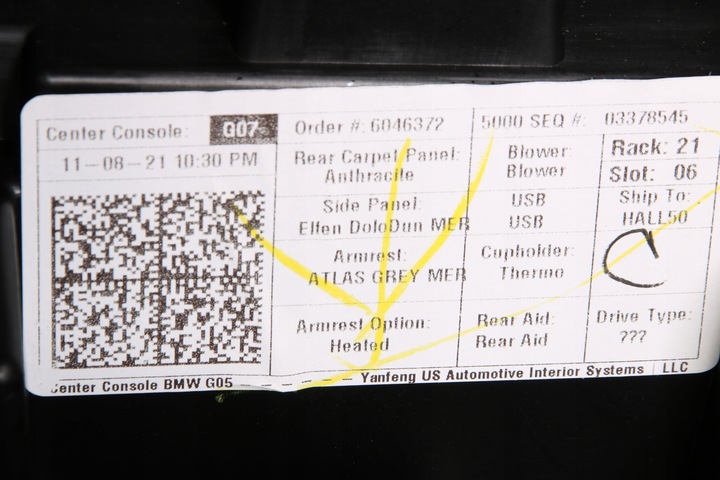 Center Console: G07
11-08-21 10:30 PM
Order #: 6046372
5000 SEQ #: 03378545
Rear Carpet Panel:
Anthracite
Blower:
Blower
Rack: 21
Slot: 06
Side Panel:
Elfen DoloDun MER
USB
USB
Ship To:
HALL50
Armrest:
ATLAS GREY MER
Cupholder:
Thermo
C
Armrest Option:
Heated
Rear Aid:
Rear Aid
Drive Type:
???
Center Console BMW G05
Yanfeng US Automotive Interior Systems I LLC